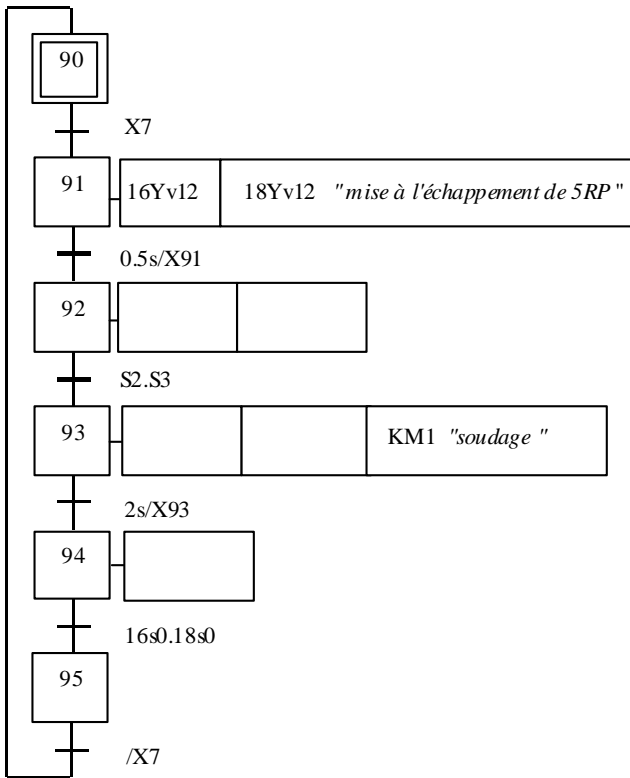 90
X7
91 16Yv12 18Yv12 "mise à l'échappement de 5RP"
0.5s/X91
92
S2.S3
93 KM1 "soudage"
2s/X93
94
16s0.18s0
95
/X7